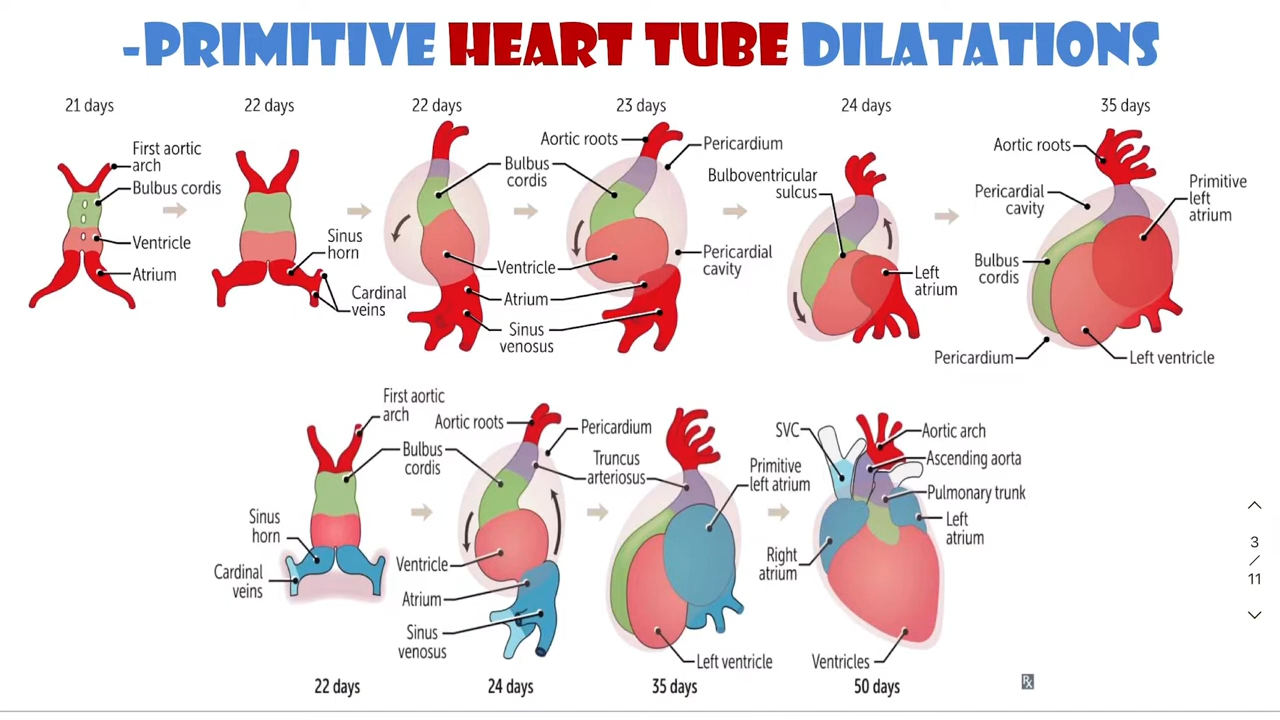 -PRIMITIVE HEART TUBE DILATATIONS
21 days
22 days
22 days
23 days
24 days
35 days
First aortic
arch
Bulbus cordis
Ventricle
Atrium
Sinus
horn
Cardinal
veins
Bulbus
cordis
Ventricle
Atrium
Sinus
venosus
Aortic roots
Pericardium
Pericardial
cavity
Bulboventricular
sulcus
Left
atrium
Aortic roots
Pericardial
cavity
Bulbus
cordis
Pericardium
Primitive
left
atrium
Left ventricle
First aortic
arch
Bulbus
cordis
Sinus
horn
Cardinal
veins
Aortic roots
Pericardium
Truncus
arteriosus
Ventricle
Atrium
Sinus
venosus
Primitive
left atrium
Left ventricle
SVC
Right
atrium
Aortic arch
Ascending aorta
Pulmonary trunk
Left
atrium
Ventricles
22 days
24 days
35 days
50 days
Rx
3
/
11